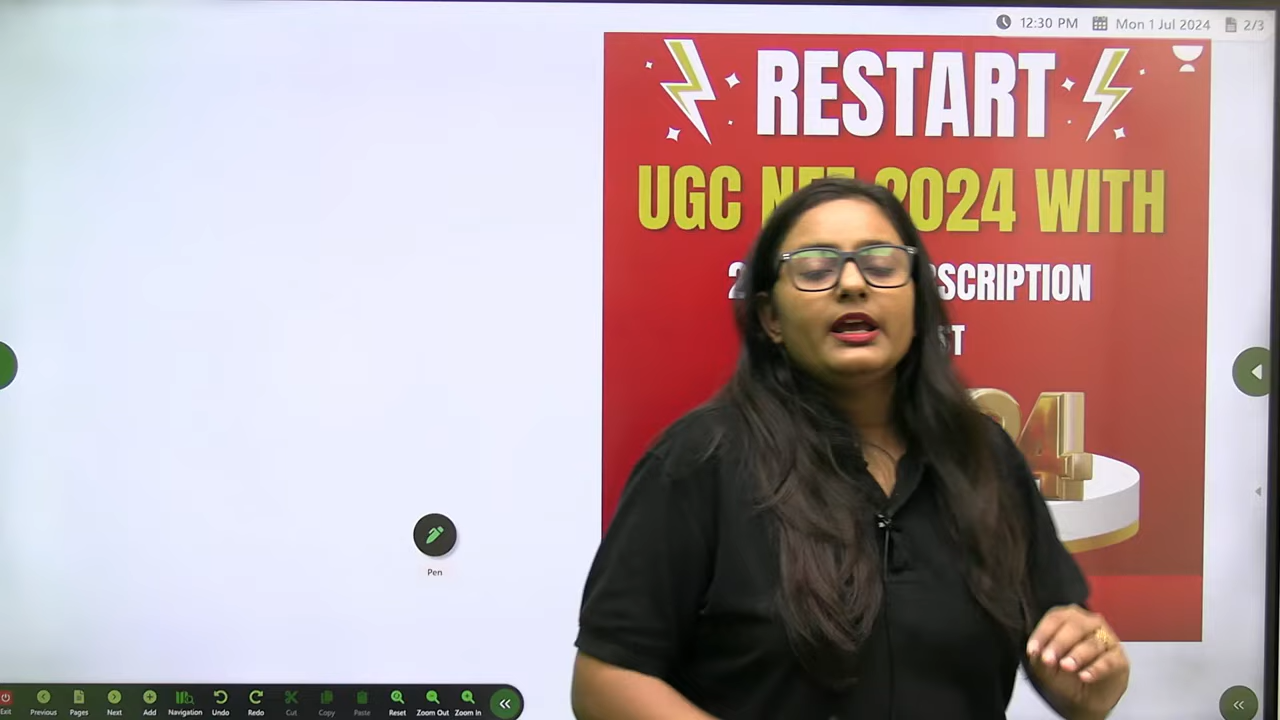 12:30 PM Mon 1 Jul 2024 2/3
RESTART
UGC 2024 WITH
Pen
Exit Previous Pages Next Add Navigation Undo Redo Cut Copy Paste Reset Zoom Out Zoom In